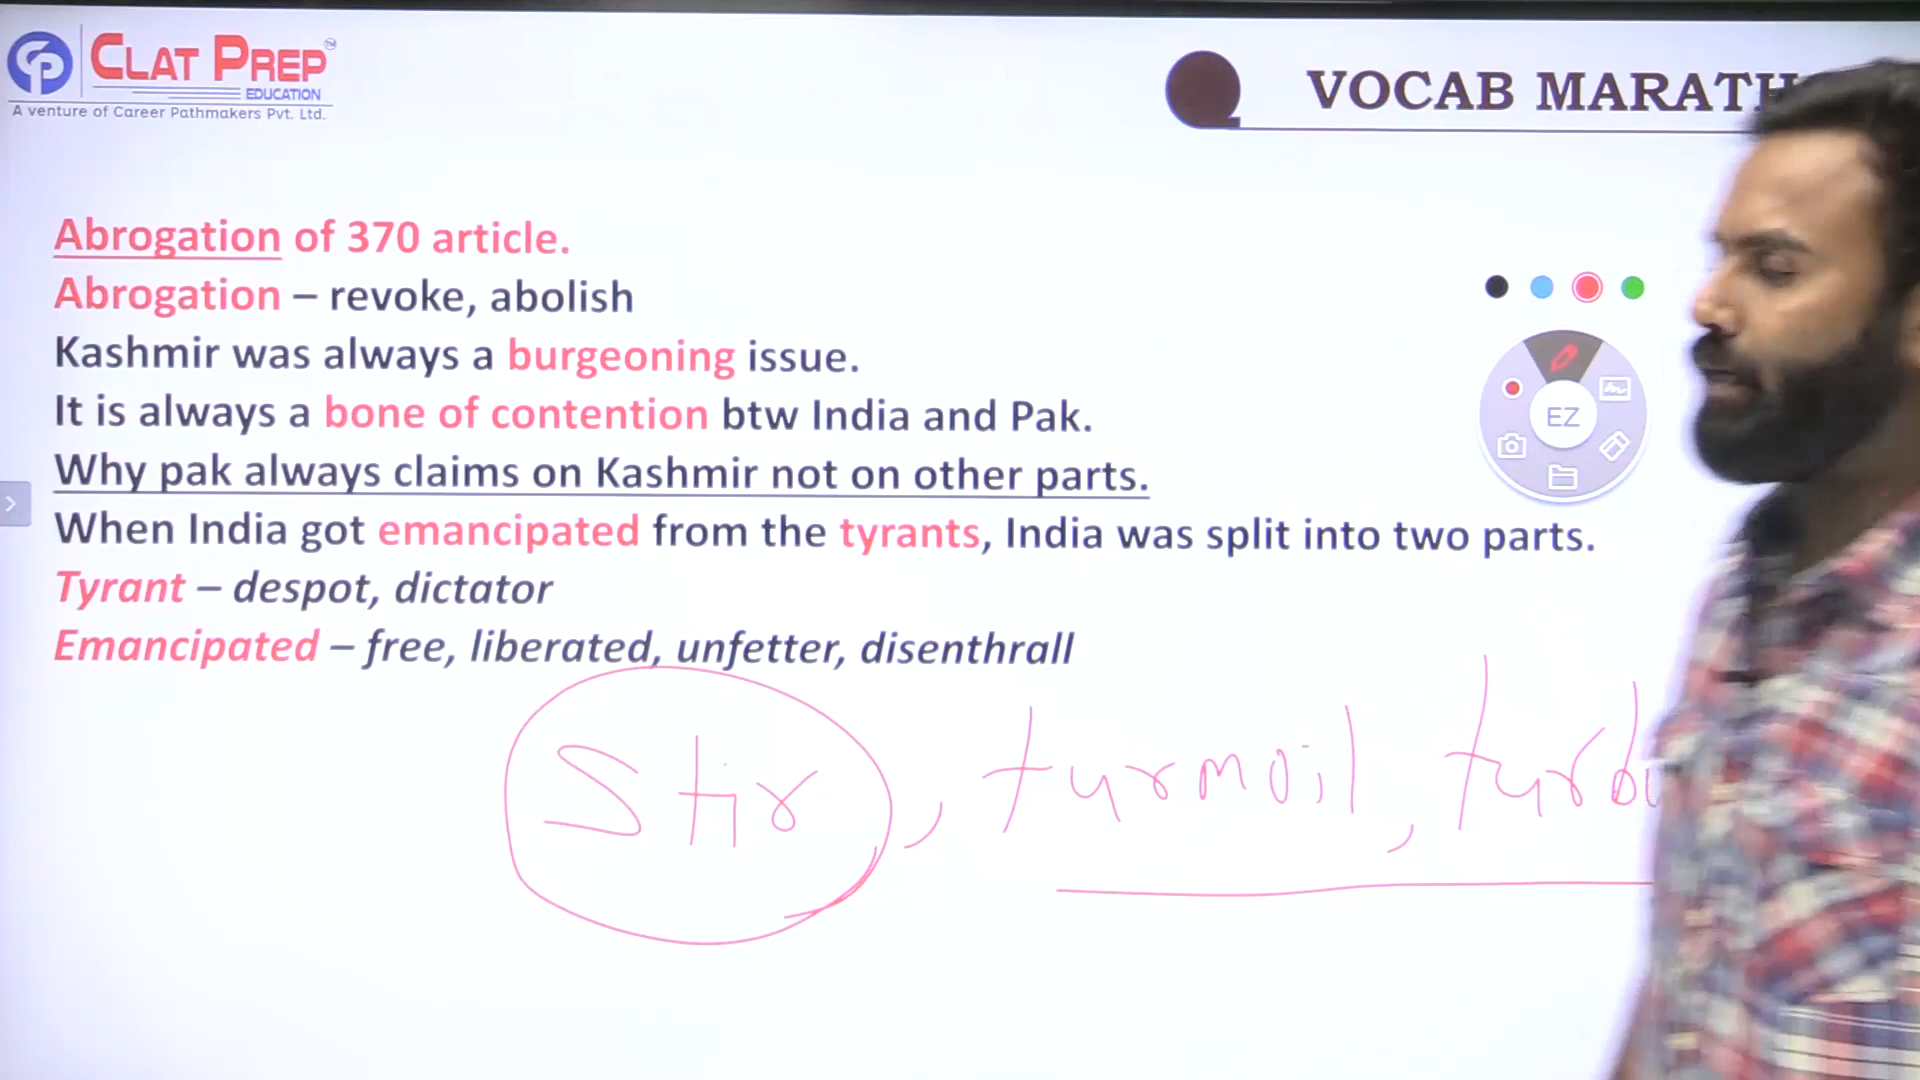 CLAT PREP™
EDUCATION
A venture of Career Pathmakers Pvt. Ltd.
VOCAB
Abrogation of 370 article.
Abrogation – revoke, abolish
Kashmir was always a burgeoning issue.
It is always a bone of contention btw India and Pak.
Why pak always claims on Kashmir not on other parts.
When India got emancipated from the tyrants, India was split into two parts.
Tyrant – despot, dictator
Emancipated – free, liberated, unfetter, disenthrall
EZ
Stir, turmoil,